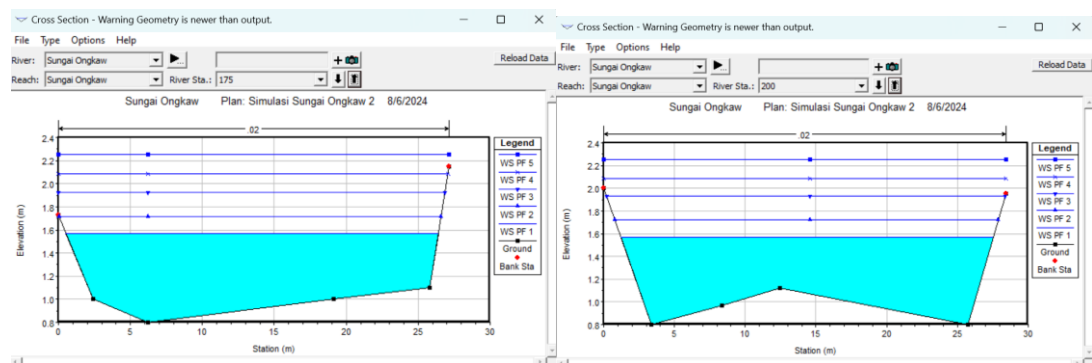 Cross Section - Warning Geometry is newer than output.
File Type Options Help
River: Sungai Ongkaw
Reload Data
Reach: Sungai Ongkaw River Sta.: 175
Sungai Ongkaw Plan: Simulasi Sungai Ongkaw 2 8/6/2024
.02
2.4
2.2
2.0
1.8
1.6
1.4
1.2
1.0
0.8
Elevation (m)
0 5 10 15 20 25 30
Station (m)
Legend
WS PF 5
WS PF 4
WS PF 3
WS PF 2
WS PF 1
Ground
Bank Sta
Cross Section - Warning Geometry is newer than output.
File Type Options Help
River: Sungai Ongkaw
Reload Data
Reach: Sungai Ongkaw River Sta.: 200
Sungai Ongkaw Plan: Simulasi Sungai Ongkaw 2 8/6/2024
.02
2.4
2.2
2.0
1.8
1.6
1.4
1.2
1.0
0.8
Elevation (m)
0 5 10 15 20 25 30
Station (m)
Legend
WS PF 5
WS PF 4
WS PF 3
WS PF 2
WS PF 1
Ground
Bank Sta